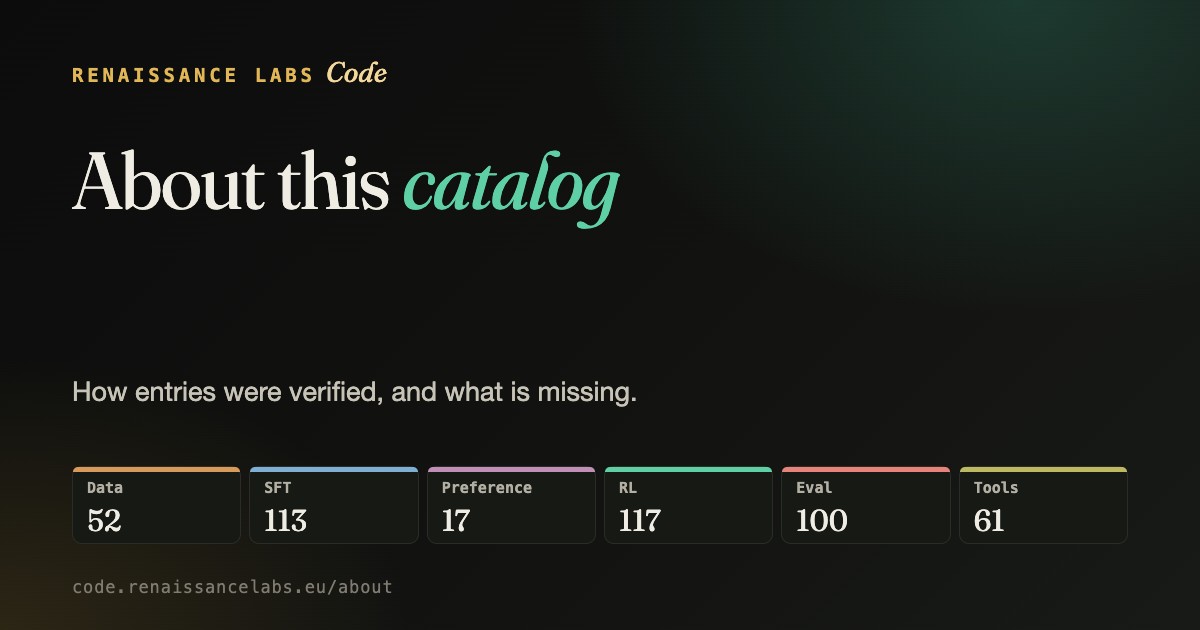 RENAISSANCE LABS Code
About this catalog
How entries were verified, and what is missing.
Data
52
SFT
113
Preference
17
RL
117
Eval
100
Tools
61
code.renaissancelabs.eu/about